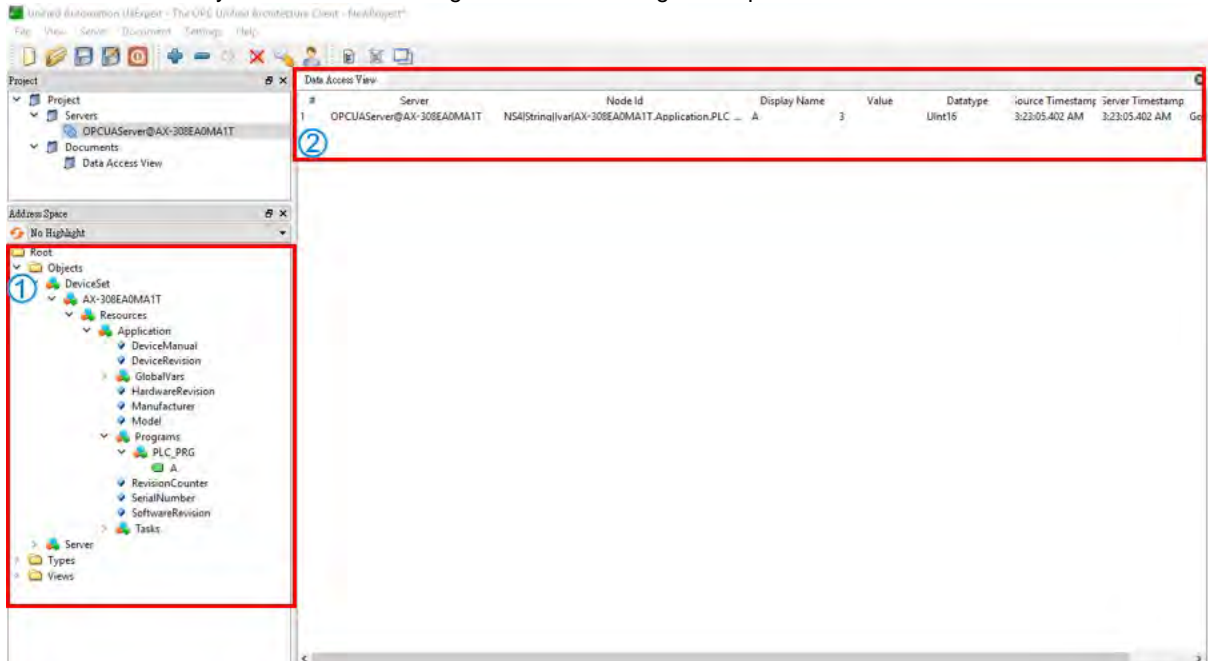 Unified Automation UaExpert - The OPC Unified Architecture Client - NewProject*
File View Server Document Settings Help
Project
Project
Servers
OPCUAServer@AX-308EA0MA1T
Documents
Data Access View
Address Space
No Highlight
Root
Objects
1
DeviceSet
AX-308EA0MA1T
Resources
Application
DeviceManual
DeviceRevision
GlobalVars
HardwareRevision
Manufacturer
Model
Programs
PLC_PRG
A
RevisionCounter
SerialNumber
SoftwareRevision
Tasks
Server
Types
Views
Data Access View
# Server Node Id Display Name Value Datatype ource Timestamp Server Timestamp
1 OPCUAServer@AX-308EA0MA1T NS4|String||var|AX-308EA0MA1T.Application.PLC ... A 3 UInt16 3:23:05.402 AM 3:23:05.402 AM Go
2